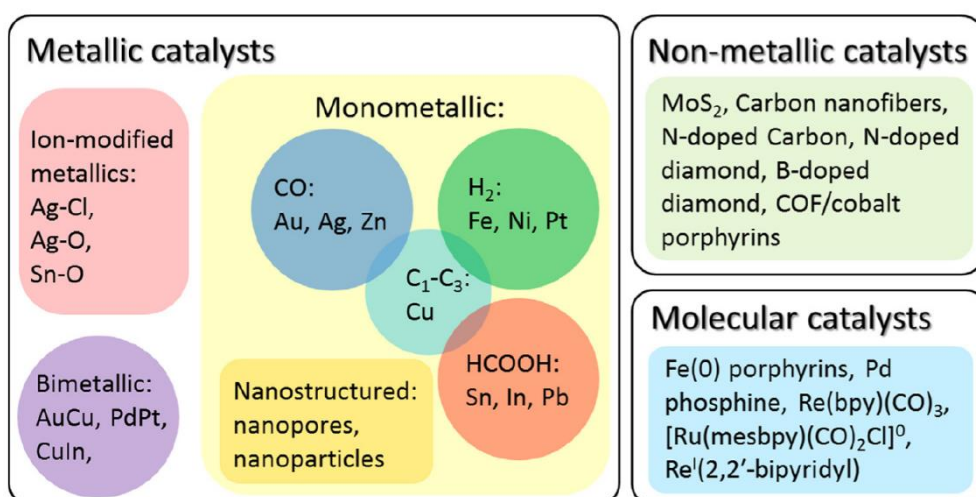 Metallic catalysts
Ion-modified
metallics:
Ag-Cl,
Ag-O,
Sn-O
Bimetallic:
AuCu, PdPt,
CuIn,
Monometallic:
CO:
Au, Ag, Zn
H₂:
Fe, Ni, Pt
C₁-C₃:
Cu
HCOOH:
Sn, In, Pb
Nanostructured:
nanopores,
nanoparticles
Non-metallic catalysts
MoS₂, Carbon nanofibers,
N-doped Carbon, N-doped
diamond, B-doped
diamond, COF/cobalt
porphyrins
Molecular catalysts
Fe(0) porphyrins, Pd
phosphine, Re(bpy)(CO)₃,
[Ru(mesbpy)(CO)₂Cl]⁰,
Reᴵ(2,2′-bipyridyl)